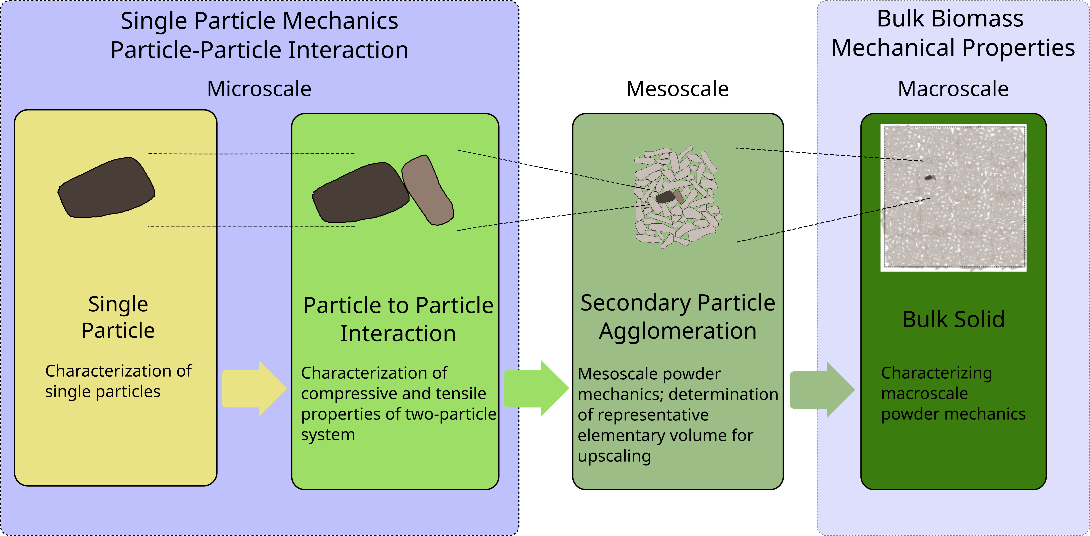 Single Particle Mechanics
Particle-Particle Interaction
Microscale
Single
Particle
Characterization of
single particles
Particle to Particle
Interaction
Characterization of
compressive and tensile
properties of two-particle
system
Mesoscale
Secondary Particle
Agglomeration
Mesoscale powder
mechanics; determination
of representative
elementary volume for
upscaling
Bulk Biomass
Mechanical Properties
Macroscale
Bulk Solid
Characterizing
macroscale
powder mechanics